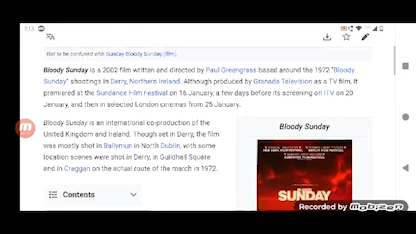 7:13
Not to be confused with Sunday Bloody Sunday (film).
Bloody Sunday is a 2002 film written and directed by Paul Greengrass based around the 1972 "Bloody
Sunday" shootings in Derry, Northern Ireland. Although produced by Granada Television as a TV film, it
premiered at the Sundance Film Festival on 16 January, a few days before its screening on ITV on 20
January, and then in selected London cinemas from 25 January.
Bloody Sunday is an international co-production of the
United Kingdom and Ireland. Though set in Derry, the film
was mostly shot in Ballymun in North Dublin, with some
location scenes were shot in Derry, in Guildhall Square
and in Creggan on the actual route of the march in 1972.
Contents
Bloody Sunday
SUNDAY
Recorded by Mobizen